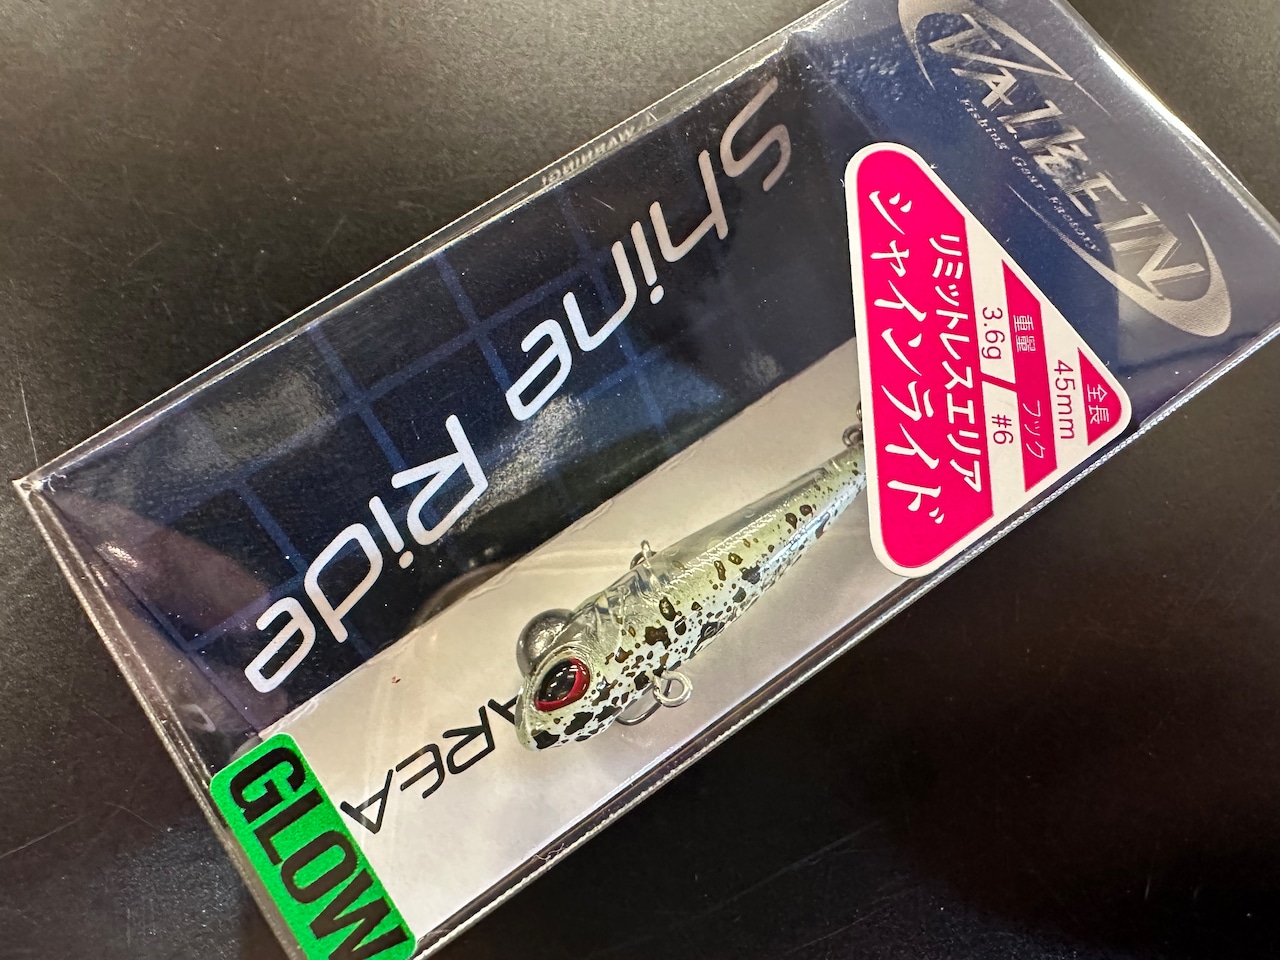 ValkeIN
Fishing Gear Factory
リミットレスエリア
シャインライド
全長
45mm
重量
フック
3.6g
#6
Shine Ride
AREA
GLOW